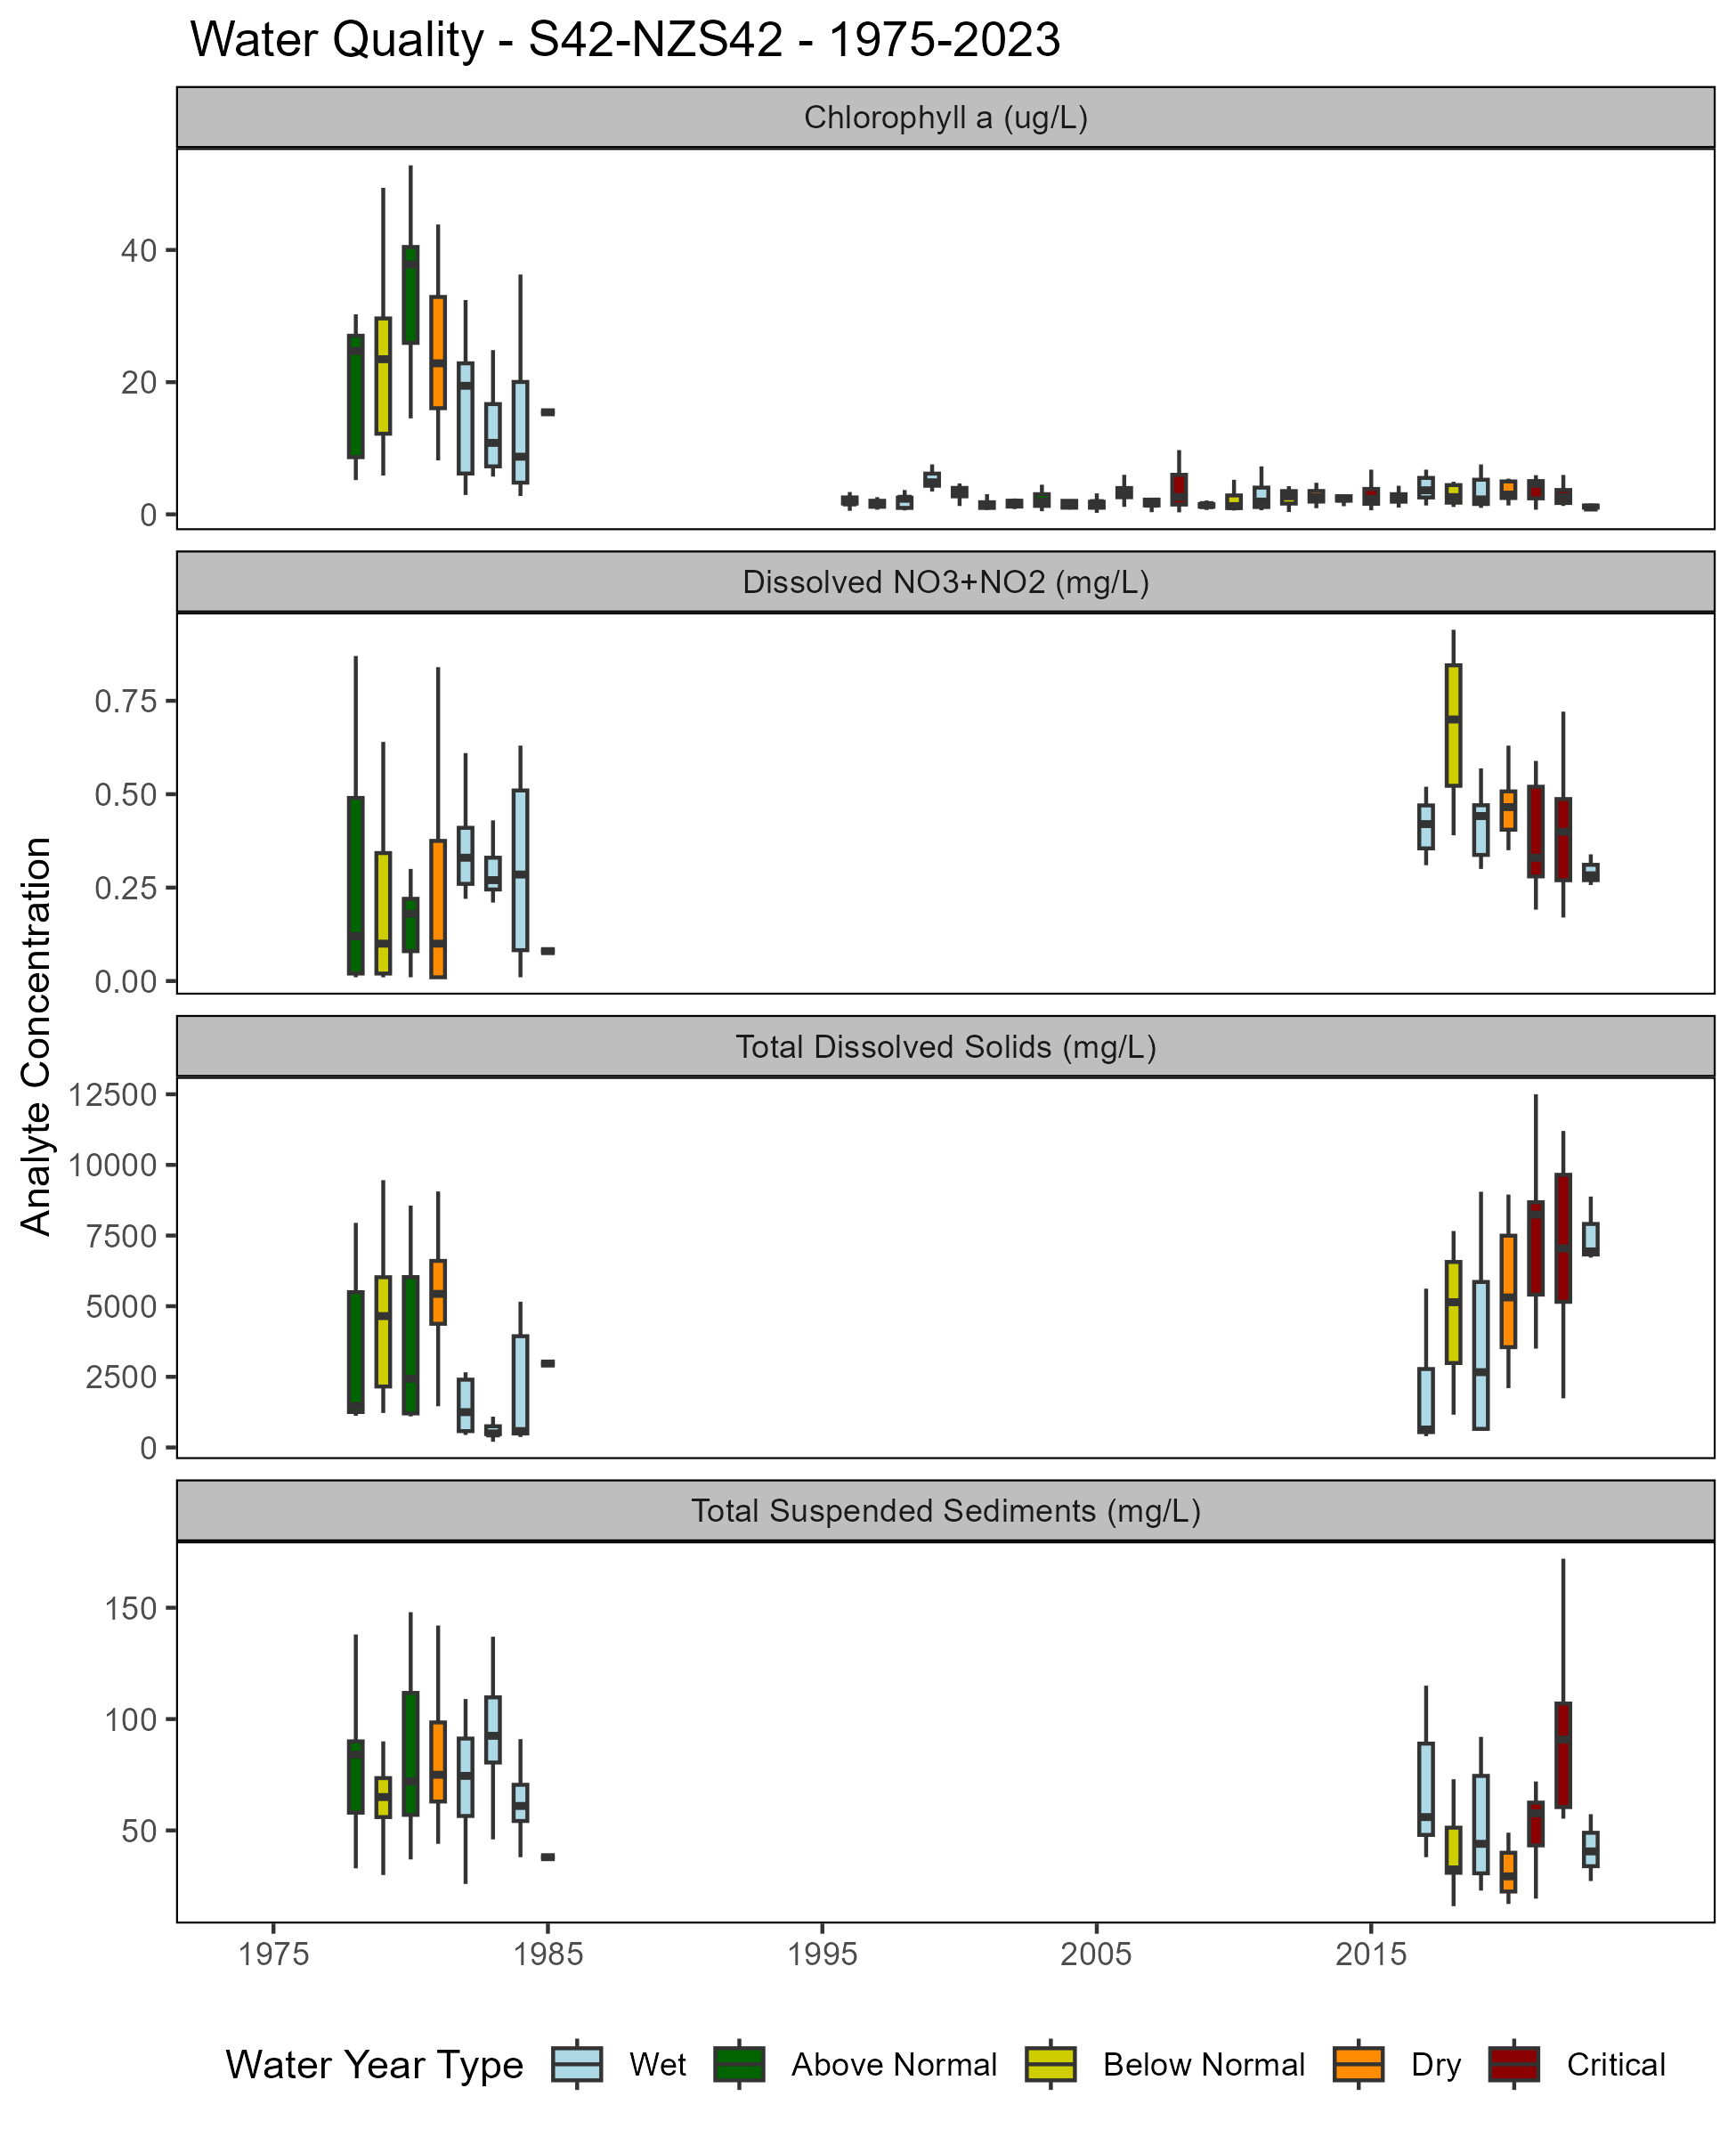 Water Quality - S42-NZS42 - 1975-2023
Chlorophyll a (ug/L)
40
20
0
Dissolved NO3+NO2 (mg/L)
0.75
0.50
0.25
0.00
Analyte Concentration
Total Dissolved Solids (mg/L)
12500
10000
7500
5000
2500
0
Total Suspended Sediments (mg/L)
150
100
50
1975 1985 1995 2005 2015
Water Year Type Wet Above Normal Below Normal Dry Critical